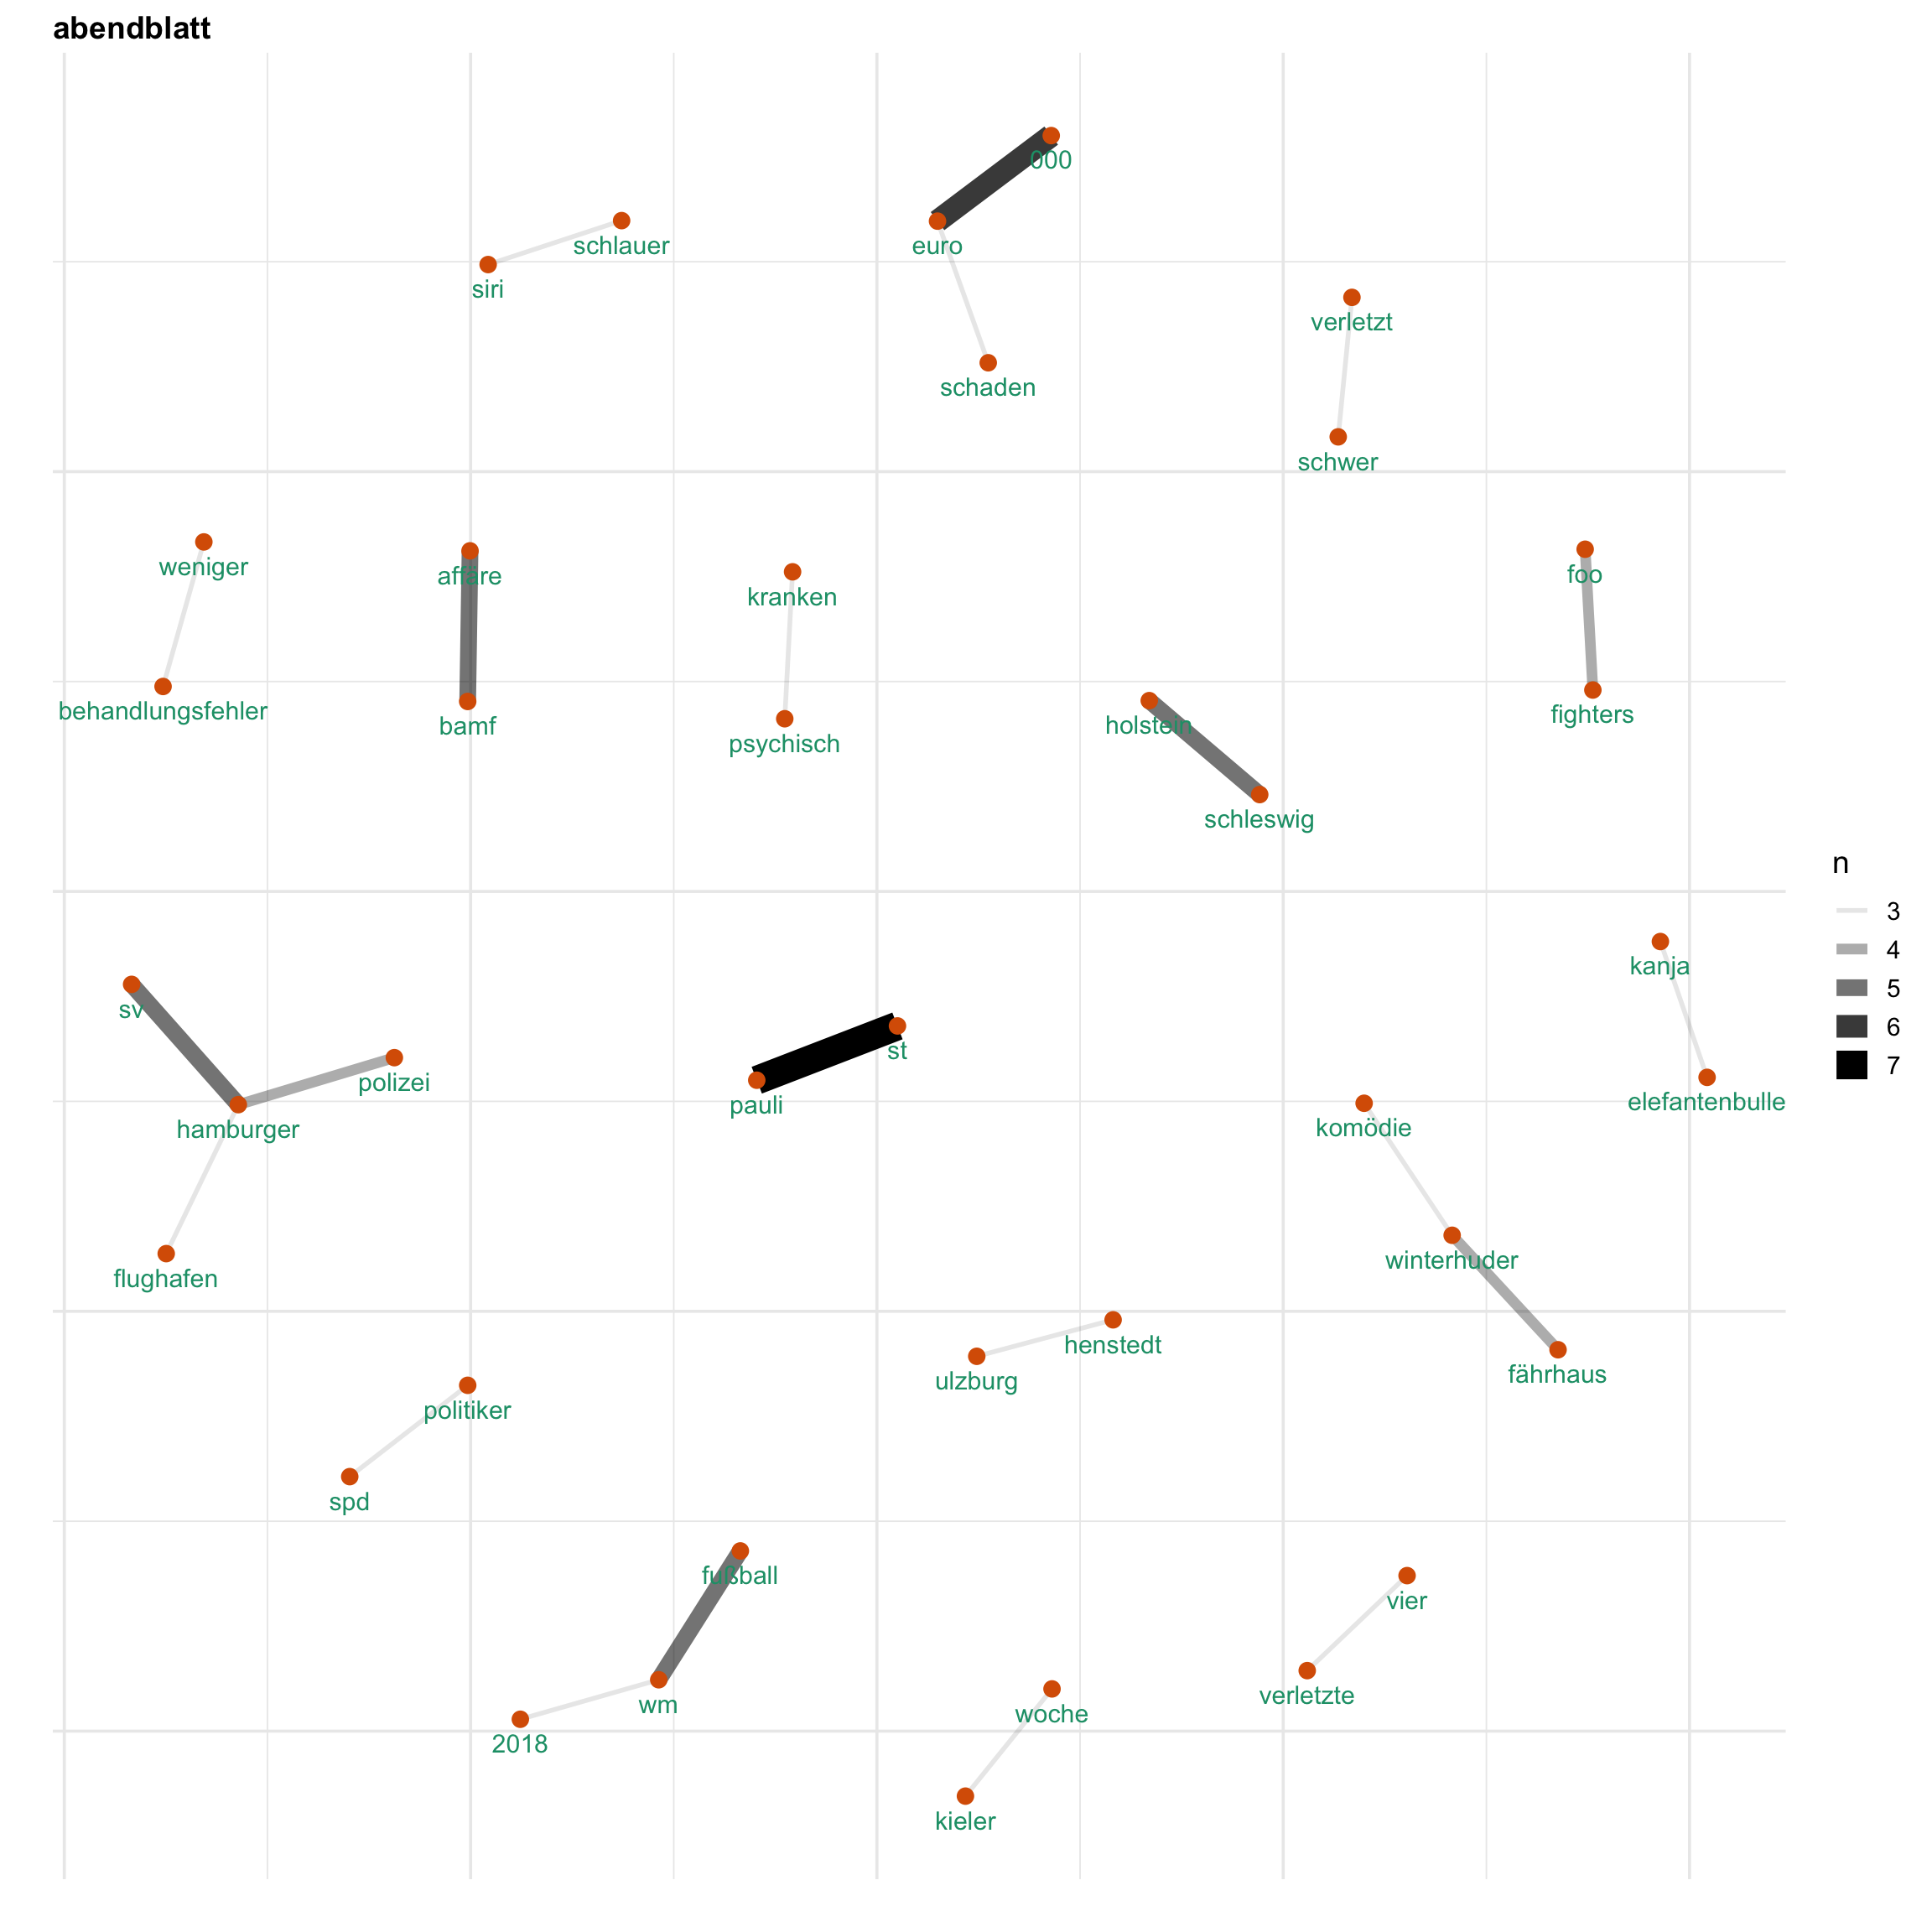 abendblatt
000
schlauer
euro
siri
verletzt
schaden
schwer
weniger
affäre
foo
kranken
behandlungsfehler
fighters
bamf
holstein
psychisch
schleswig
n
3
4
5
6
7
kanja
sv
st
polizei
elefantenbulle
pauli
komödie
hamburger
winterhuder
flughafen
henstedt
fährhaus
ulzburg
politiker
spd
fußball
vier
verletzte
wm
woche
2018
kieler